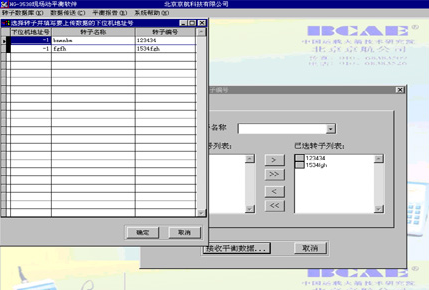 MG-3538现场动平衡软件 北京京航科技有限公司
转子数据库(R) 数据传送(C) 平衡报告(B) 系统帮助(H)
选择转子并填写要上传数据的下位机地址号
下位机地址号 转子名称 转子编号
-1 123434
-1 fgfh 1534fgh
确定 取消
BCAE
北京京航公司
子编号
名称
列表: 已选转子列表:
123434
1534fgh
>
>>
<
<<
接收平衡数据... 取消
BCAE